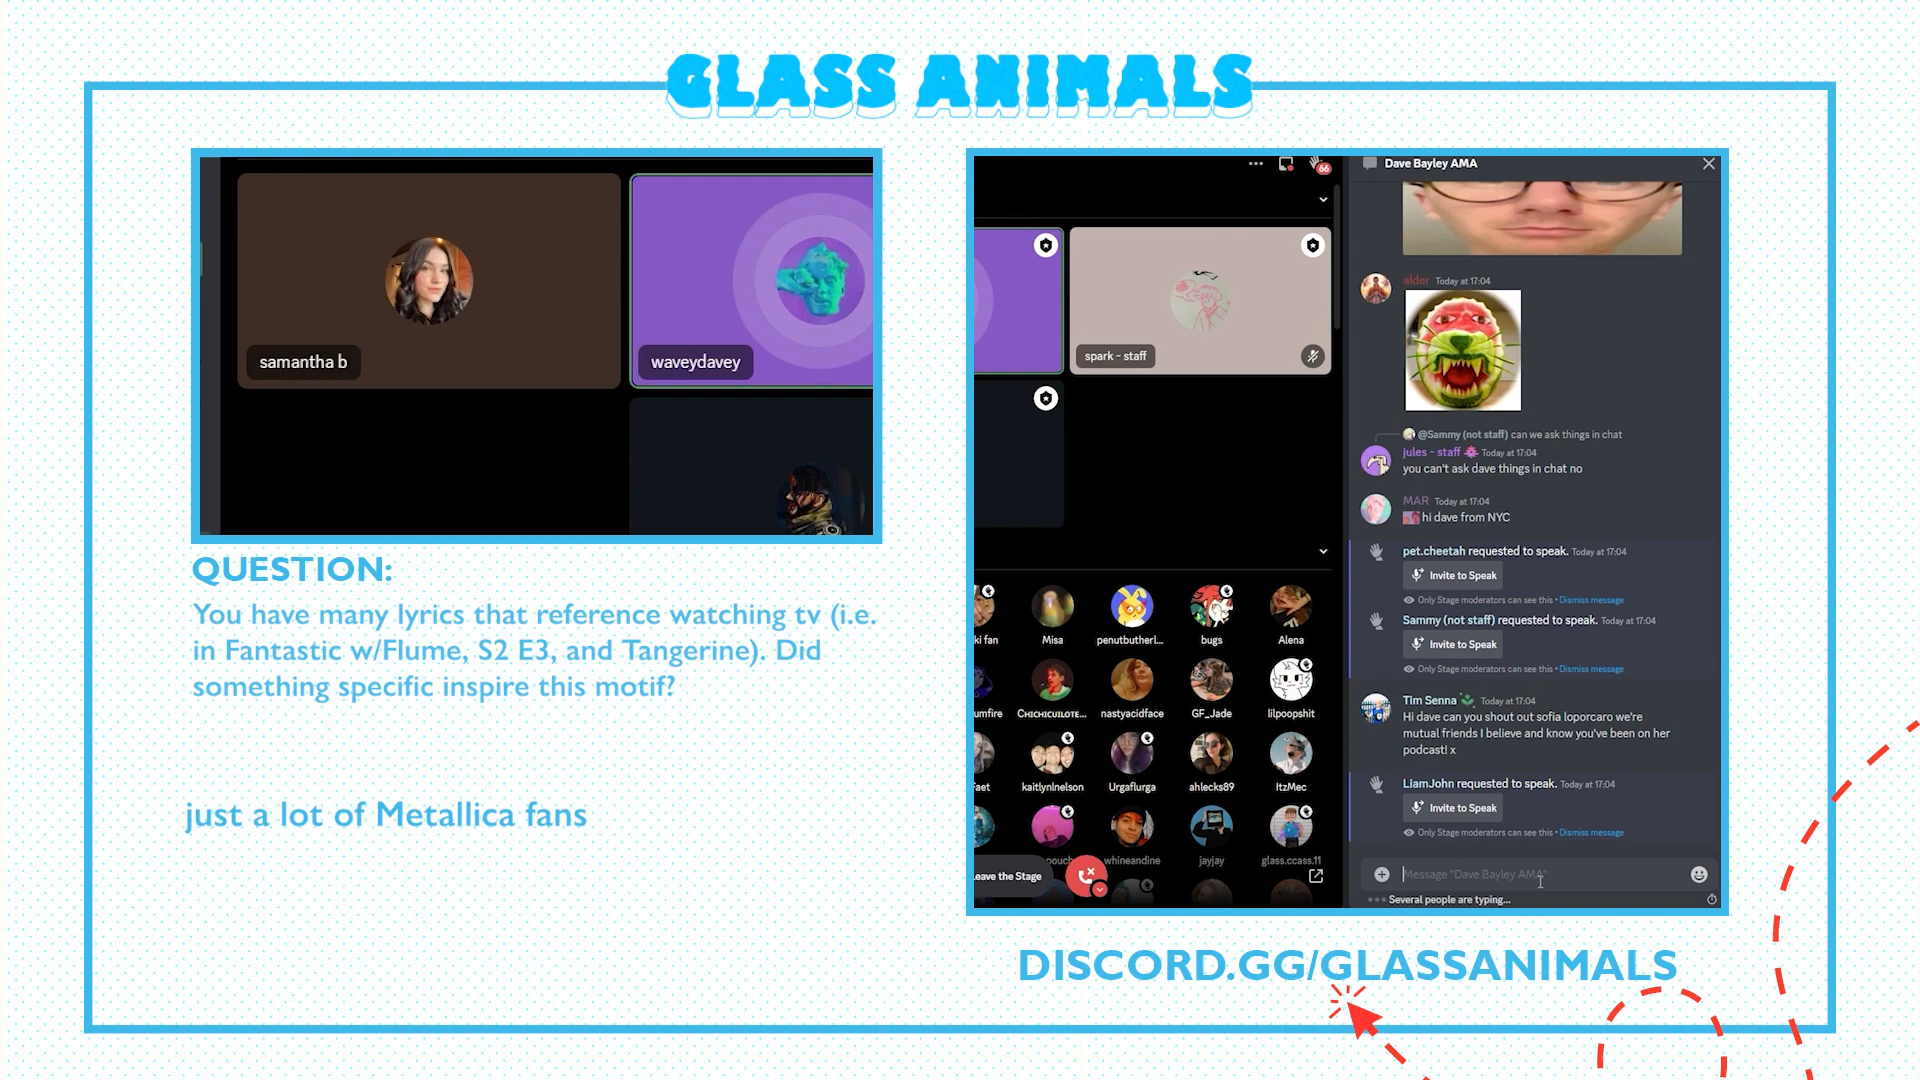 GLASS ANIMALS
samantha b
waveydavey
QUESTION:
You have many lyrics that reference watching tv (i.e.
in Fantastic w/Flume, S2 E3, and Tangerine). Did
something specific inspire this motif?
just a lot of Metallica fans
66
spark - staff
ki fan
Misa
penutbutherl...
bugs
Alena
umfire
CHICHICUILOTE...
nastyacidface
GF_Jade
lilpoopshit
aet
kaitlynlnelson
Urgaflurga
ahlecks89
ItzMec
pouch
whineandine
jayjay
glass.ccass.11
eave the Stage
Dave Bayley AMA
alder Today at 17:04
@Sammy (not staff) can we ask things in chat
jules - staff Today at 17:04
you can't ask dave things in chat no
MAR Today at 17:04
hi dave from NYC
pet.cheetah requested to speak. Today at 17:04
Invite to Speak
Only Stage moderators can see this • Dismiss message
Sammy (not staff) requested to speak. Today at 17:04
Invite to Speak
Only Stage moderators can see this • Dismiss message
Tim Senna Today at 17:04
Hi dave can you shout out sofia loporcaro we're
mutual friends I believe and know you've been on her
podcast! x
LiamJohn requested to speak. Today at 17:04
Invite to Speak
Only Stage moderators can see this • Dismiss message
Message "Dave Bayley AMA"
Several people are typing...
DISCORD.GG/GLASSANIMALS